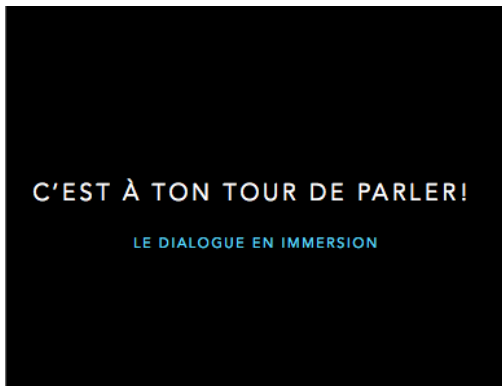 C'EST À TON TOUR DE PARLER!
LE DIALOGUE EN IMMERSION